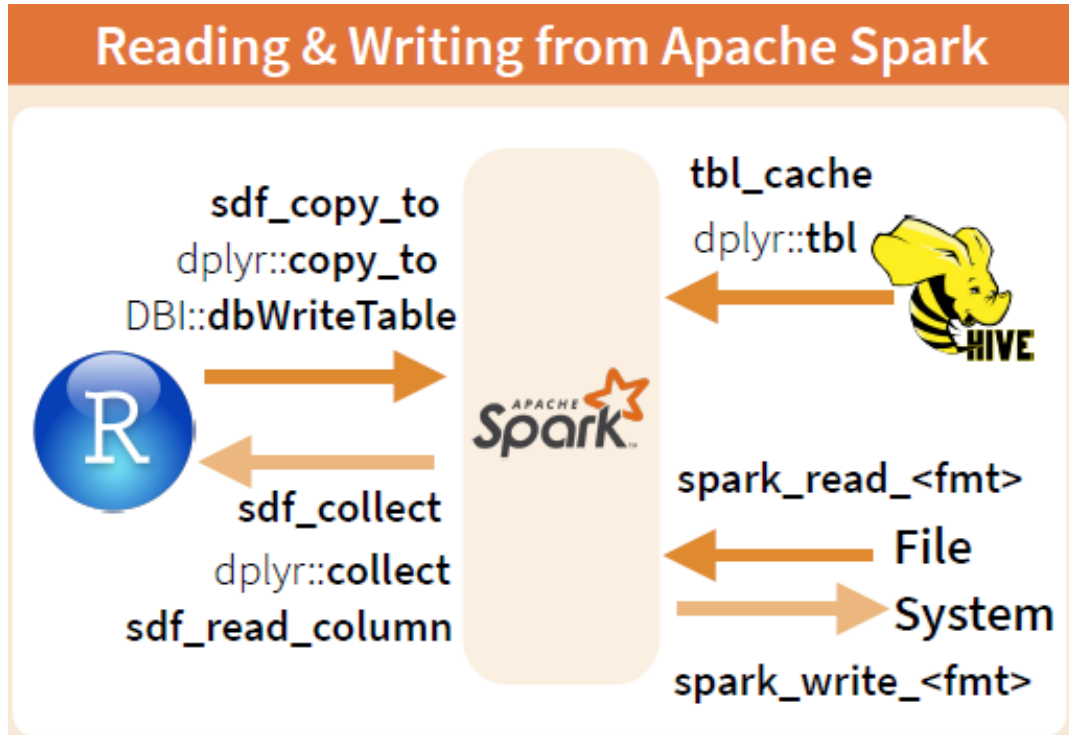 Reading & Writing from Apache Spark
sdf_copy_to
dplyr::copy_to
DBI::dbWriteTable
R
sdf_collect
dplyr::collect
sdf_read_column
APACHE
Spark
TM
tbl_cache
dplyr::tbl
HIVE
spark_read_<fmt>
File
System
spark_write_<fmt>